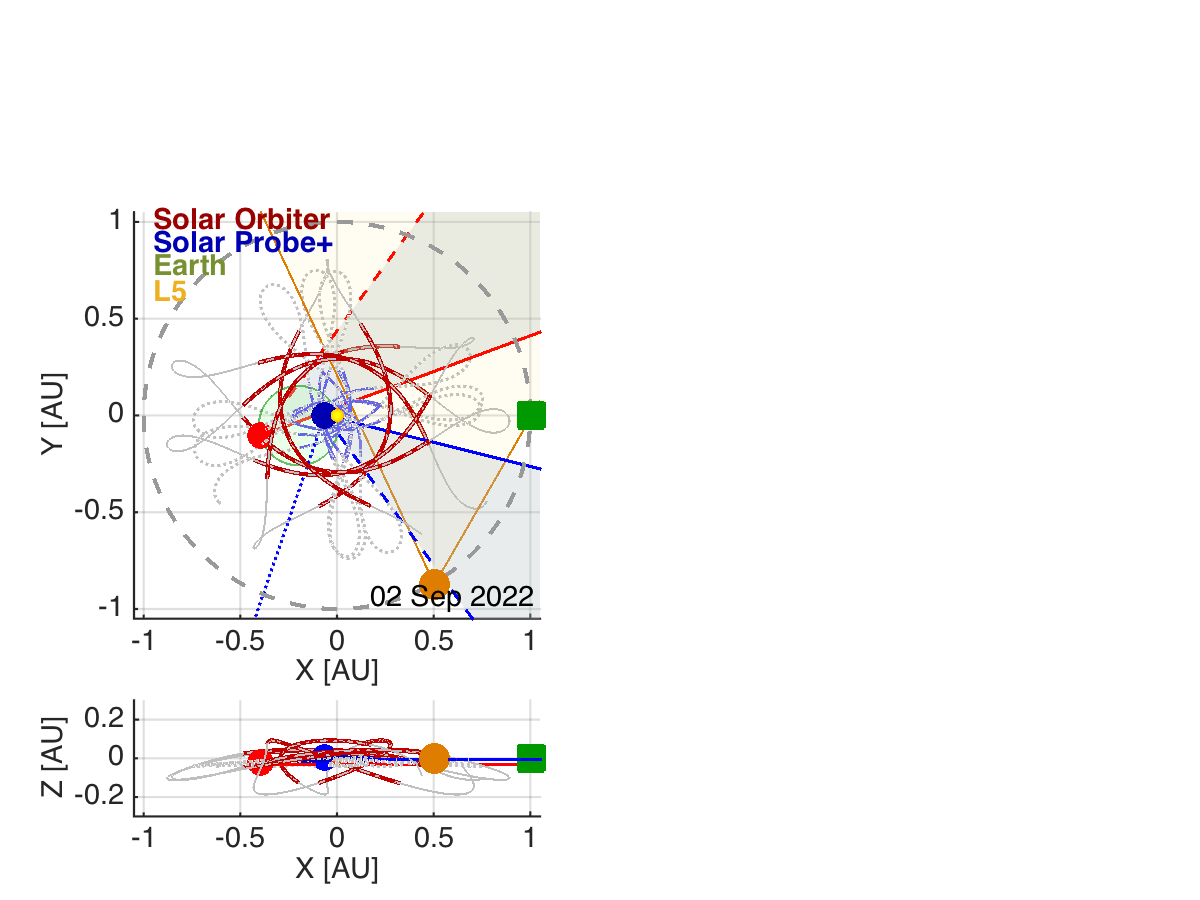 1
Solar Orbiter
Solar Probe+
Earth
L5
0.5
0
-0.5
-1
Y [AU]
02 Sep 2022
-1 -0.5 0 0.5 1
X [AU]
0.2
0
-0.2
Z [AU]
-1 -0.5 0 0.5 1
X [AU]